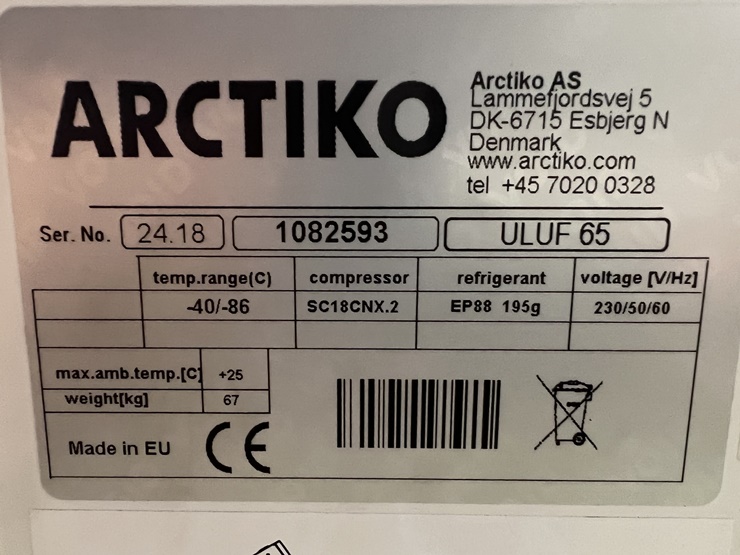 ARCTIKO
Arctiko AS
Lammefjordsvej 5
DK-6715 Esbjerg N
Denmark
www.arctiko.com
tel +45 7020 0328
Ser. No. 24.18 1082593 ULUF 65
temp.range(C) compressor refrigerant voltage [V/Hz]
-40/-86 SC18CNX.2 EP88 195g 230/50/60
max.amb.temp.[C] +25
weight[kg] 67
Made in EU CE